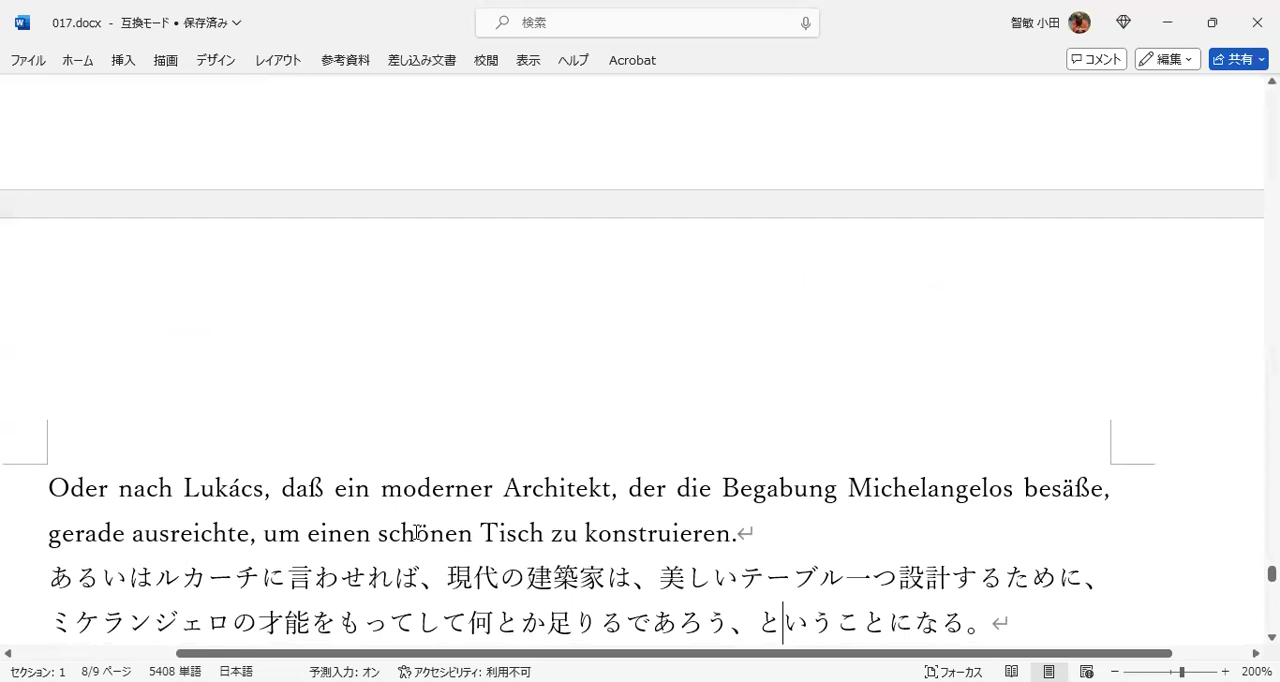 017.docx - 互換モード • 保存済み
検索
智敏 小田
ファイル ホーム 挿入 描画 デザイン レイアウト 参考資料 差し込み文書 校閲 表示 ヘルプ Acrobat
コメント 編集 共有
Oder nach Lukács, daß ein moderner Architekt, der die Begabung Michelangelos besäße,
gerade ausreichte, um einen schönen Tisch zu konstruieren.↵
あるいはルカーチに言わせれば、現代の建築家は、美しいテーブル一つ設計するために、
ミケランジェロの才能をもってして何とか足りるであろう、ということになる。↵
セクション: 1 8/9 ページ 5408 単語 日本語 予測入力: オン アクセシビリティ: 利用不可 フォーカス 200%